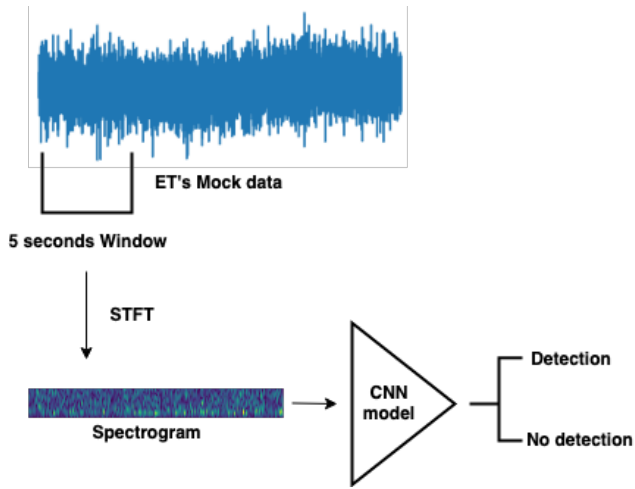 ET's Mock data
5 seconds Window
STFT
Spectrogram
CNN
model
Detection
No detection